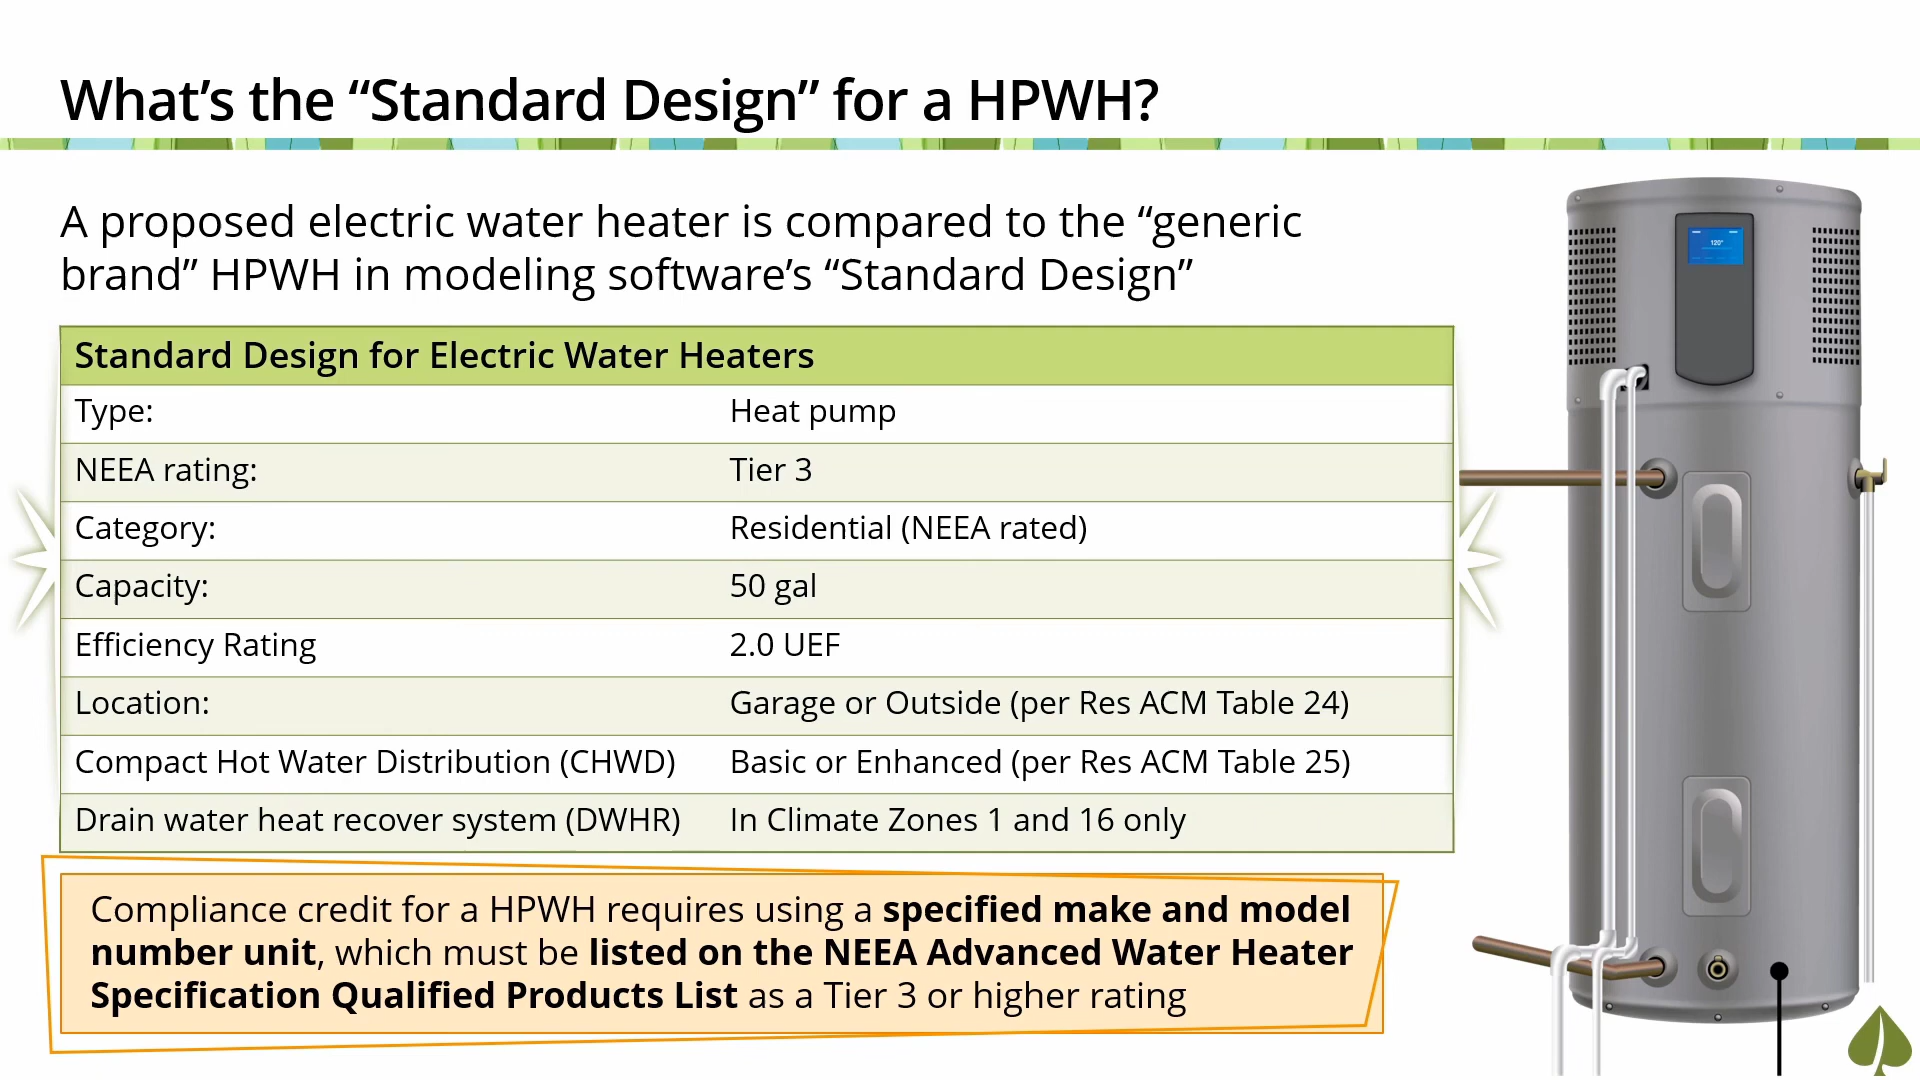 What's the “Standard Design” for a HPWH?
A proposed electric water heater is compared to the “generic
brand” HPWH in modeling software's “Standard Design”
Standard Design for Electric Water Heaters
Type: Heat pump
NEEA rating: Tier 3
Category: Residential (NEEA rated)
Capacity: 50 gal
Efficiency Rating 2.0 UEF
Location: Garage or Outside (per Res ACM Table 24)
Compact Hot Water Distribution (CHWD) Basic or Enhanced (per Res ACM Table 25)
Drain water heat recover system (DWHR) In Climate Zones 1 and 16 only
Compliance credit for a HPWH requires using a specified make and model
number unit, which must be listed on the NEEA Advanced Water Heater
Specification Qualified Products List as a Tier 3 or higher rating
120°